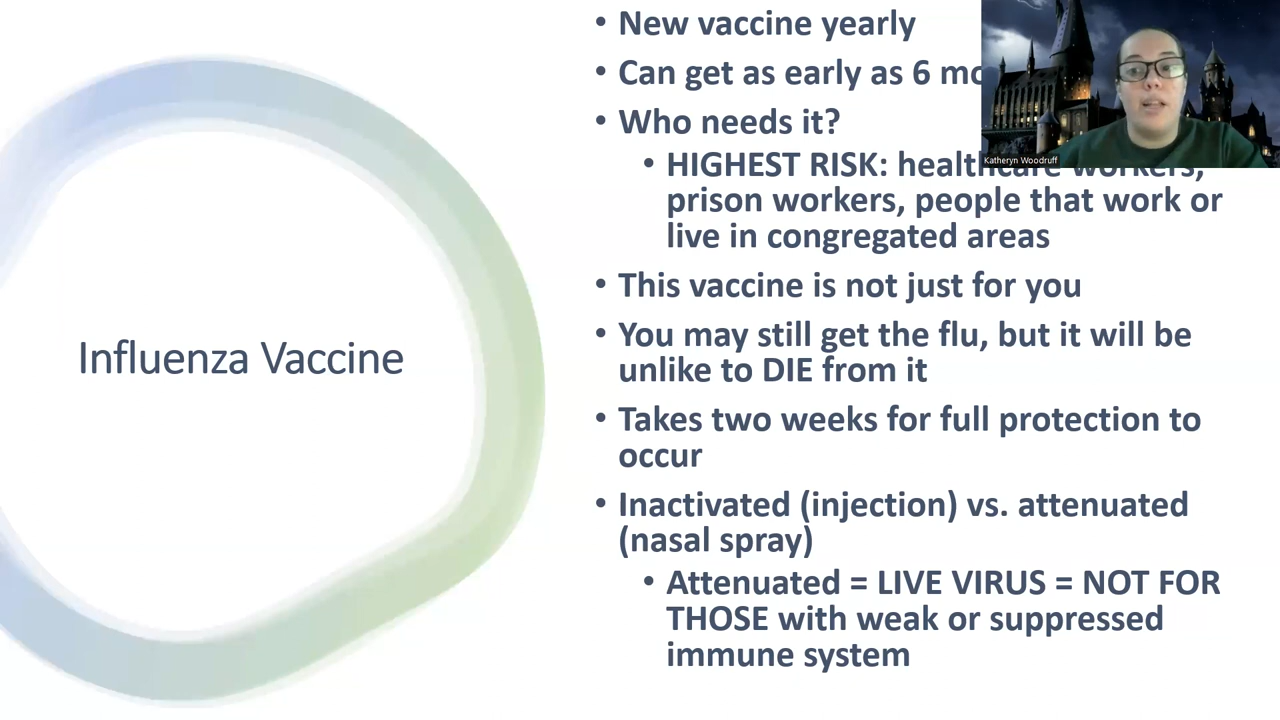 New vaccine yearly
Can get as early as 6
Who needs it?
HIGHEST RISK: healthcare workers,
prison workers, people that work or
live in congregated areas
This vaccine is not just for you
You may still get the flu, but it will be
unlike to DIE from it
Takes two weeks for full protection to
occur
Inactivated (injection) vs. attenuated
(nasal spray)
Attenuated = LIVE VIRUS = NOT FOR
THOSE with weak or suppressed
immune system
Influenza Vaccine
Katheryn Woodruff